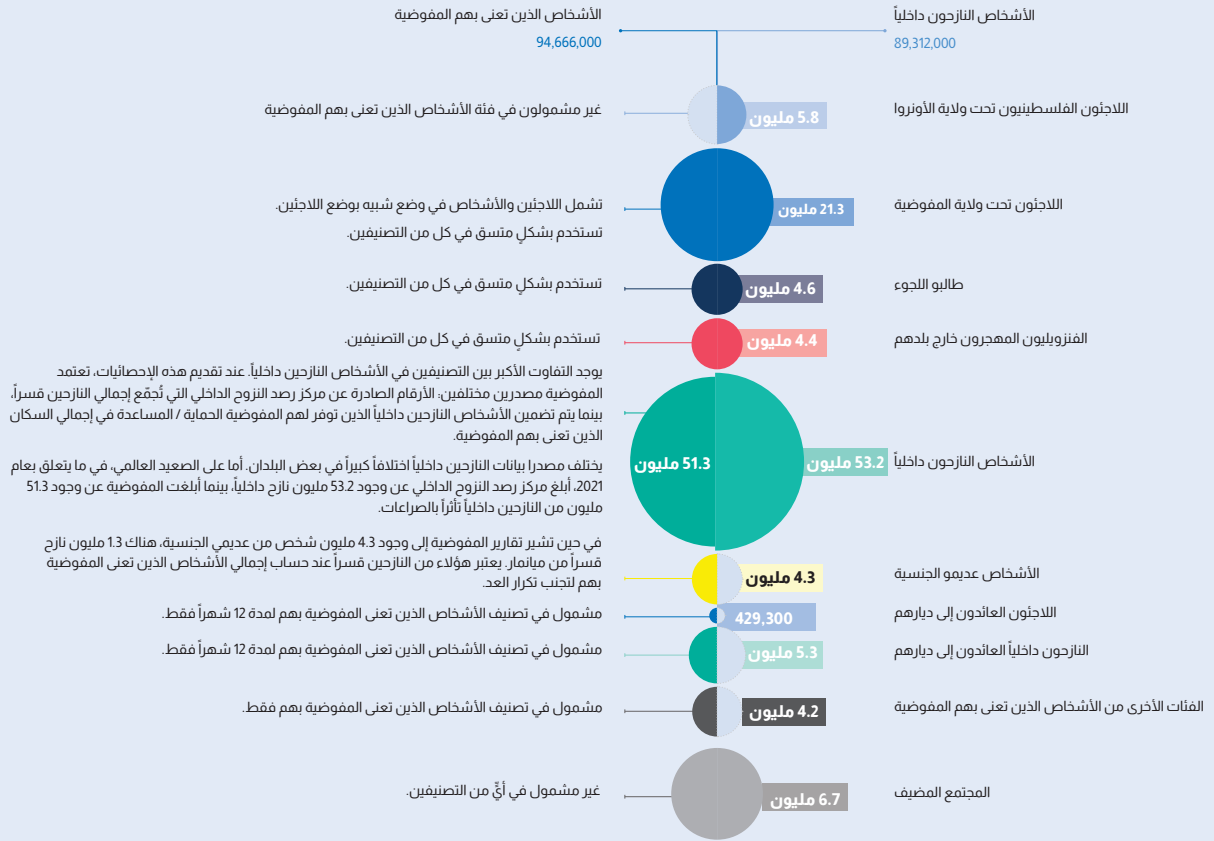 الأشخاص النازحون داخلياً
89,312,000
الأشخاص الذين تعنى بهم المفوضية
94,666,000
اللاجئون الفلسطينيون تحت ولاية الأونروا
5.8 مليون
غير مشمولون في فئة الأشخاص الذين تعنى بهم المفوضية
اللاجئون تحت ولاية المفوضية
21.3 مليون
تشمل اللاجئين والأشخاص في وضع شبيه بوضع اللاجئين.
تستخدم بشكلٍ متسق في كل من التصنيفين.
طالبو اللجوء
4.6 مليون
تستخدم بشكلٍ متسق في كل من التصنيفين.
الفنزويليون المهجرون خارج بلدهم
4.4 مليون
تستخدم بشكلٍ متسق في كل من التصنيفين.
الأشخاص النازحون داخلياً
53.2 مليون
51.3 مليون
يوجد التفاوت الأكبر بين التصنيفين في الأشخاص النازحين داخلياً. عند تقديم هذه الإحصائيات، تعتمد
المفوضية مصدرين مختلفين: الأرقام الصادرة عن مركز رصد النزوح الداخلي التي تُجمّع إجمالي النازحين قسراً،
بينما يتم تضمين الأشخاص النازحين داخلياً الذين توفر لهم المفوضية الحماية / المساعدة في إجمالي السكان
الذين تعنى بهم المفوضية.
يختلف مصدرا بيانات النازحين داخلياً اختلافاً كبيراً في بعض البلدان. أما على الصعيد العالمي، في ما يتعلق بعام
2021، أبلغ مركز رصد النزوح الداخلي عن وجود 53.2 مليون نازح داخلياً، بينما أبلغت المفوضية عن وجود 51.3
مليون من النازحين داخلياً تأثراً بالصراعات.
الأشخاص عديمو الجنسية
4.3 مليون
في حين تشير تقارير المفوضية إلى وجود 4.3 مليون شخص من عديمي الجنسية، هناك 1.3 مليون نازح
قسراً من ميانمار. يعتبر هؤلاء من النازحين قسراً عند حساب إجمالي الأشخاص الذين تعنى المفوضية
بهم لتجنب تكرار العد.
اللاجئون العائدون إلى ديارهم
429,300
مشمول في تصنيف الأشخاص الذين تعنى المفوضية بهم لمدة 12 شهراً فقط.
النازحون داخلياً العائدون إلى ديارهم
5.3 مليون
مشمول في تصنيف الأشخاص الذين تعنى المفوضية بهم لمدة 12 شهراً فقط.
الفئات الأخرى من الأشخاص الذين تعنى بهم المفوضية
4.2 مليون
مشمول في تصنيف الأشخاص الذين تعنى المفوضية بهم فقط.
المجتمع المضيف
6.7 مليون
غير مشمول في أيٍّ من التصنيفين.